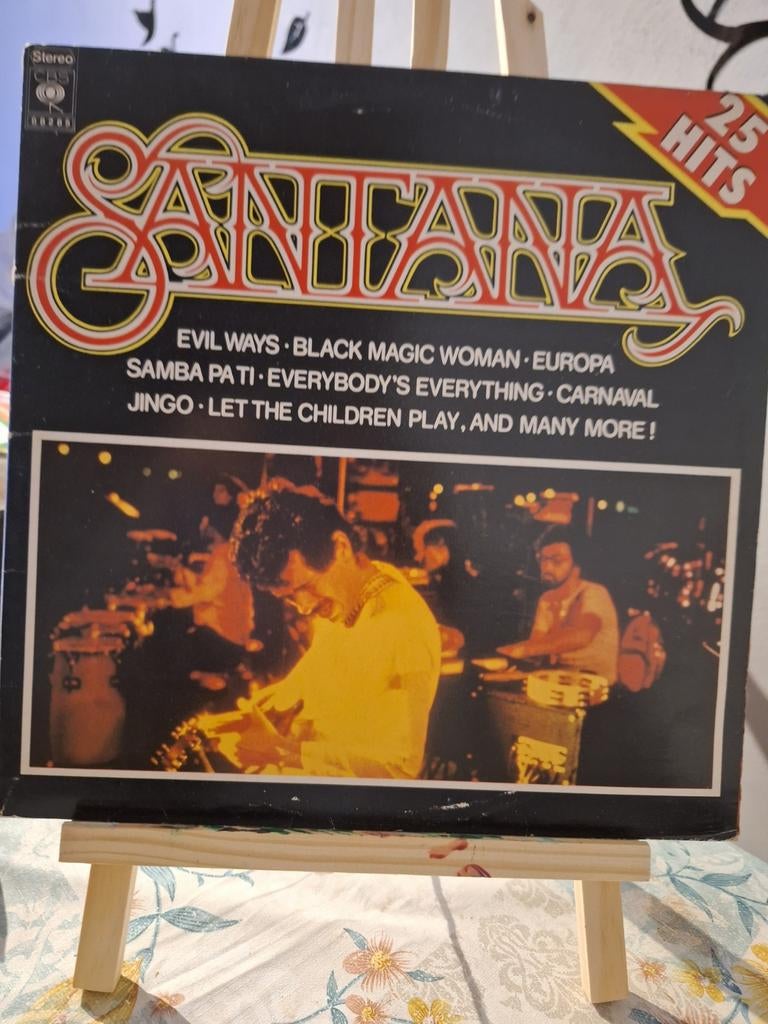 Stereo
CBS
25
HITS
SANTANA
EVIL WAYS · BLACK MAGIC WOMAN · EUROPA
SAMBA PA TI · EVERYBODY'S EVERYTHING · CARNAVAL
JINGO · LET THE CHILDREN PLAY, AND MANY MORE!